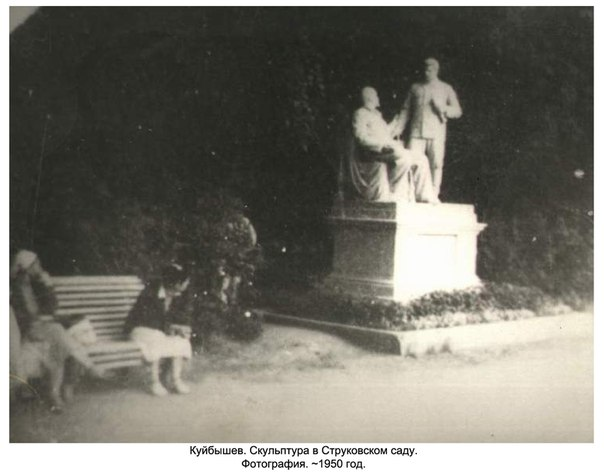 Куйбышев. Скульптура в Струковском саду.
Фотография. ~1950 год.